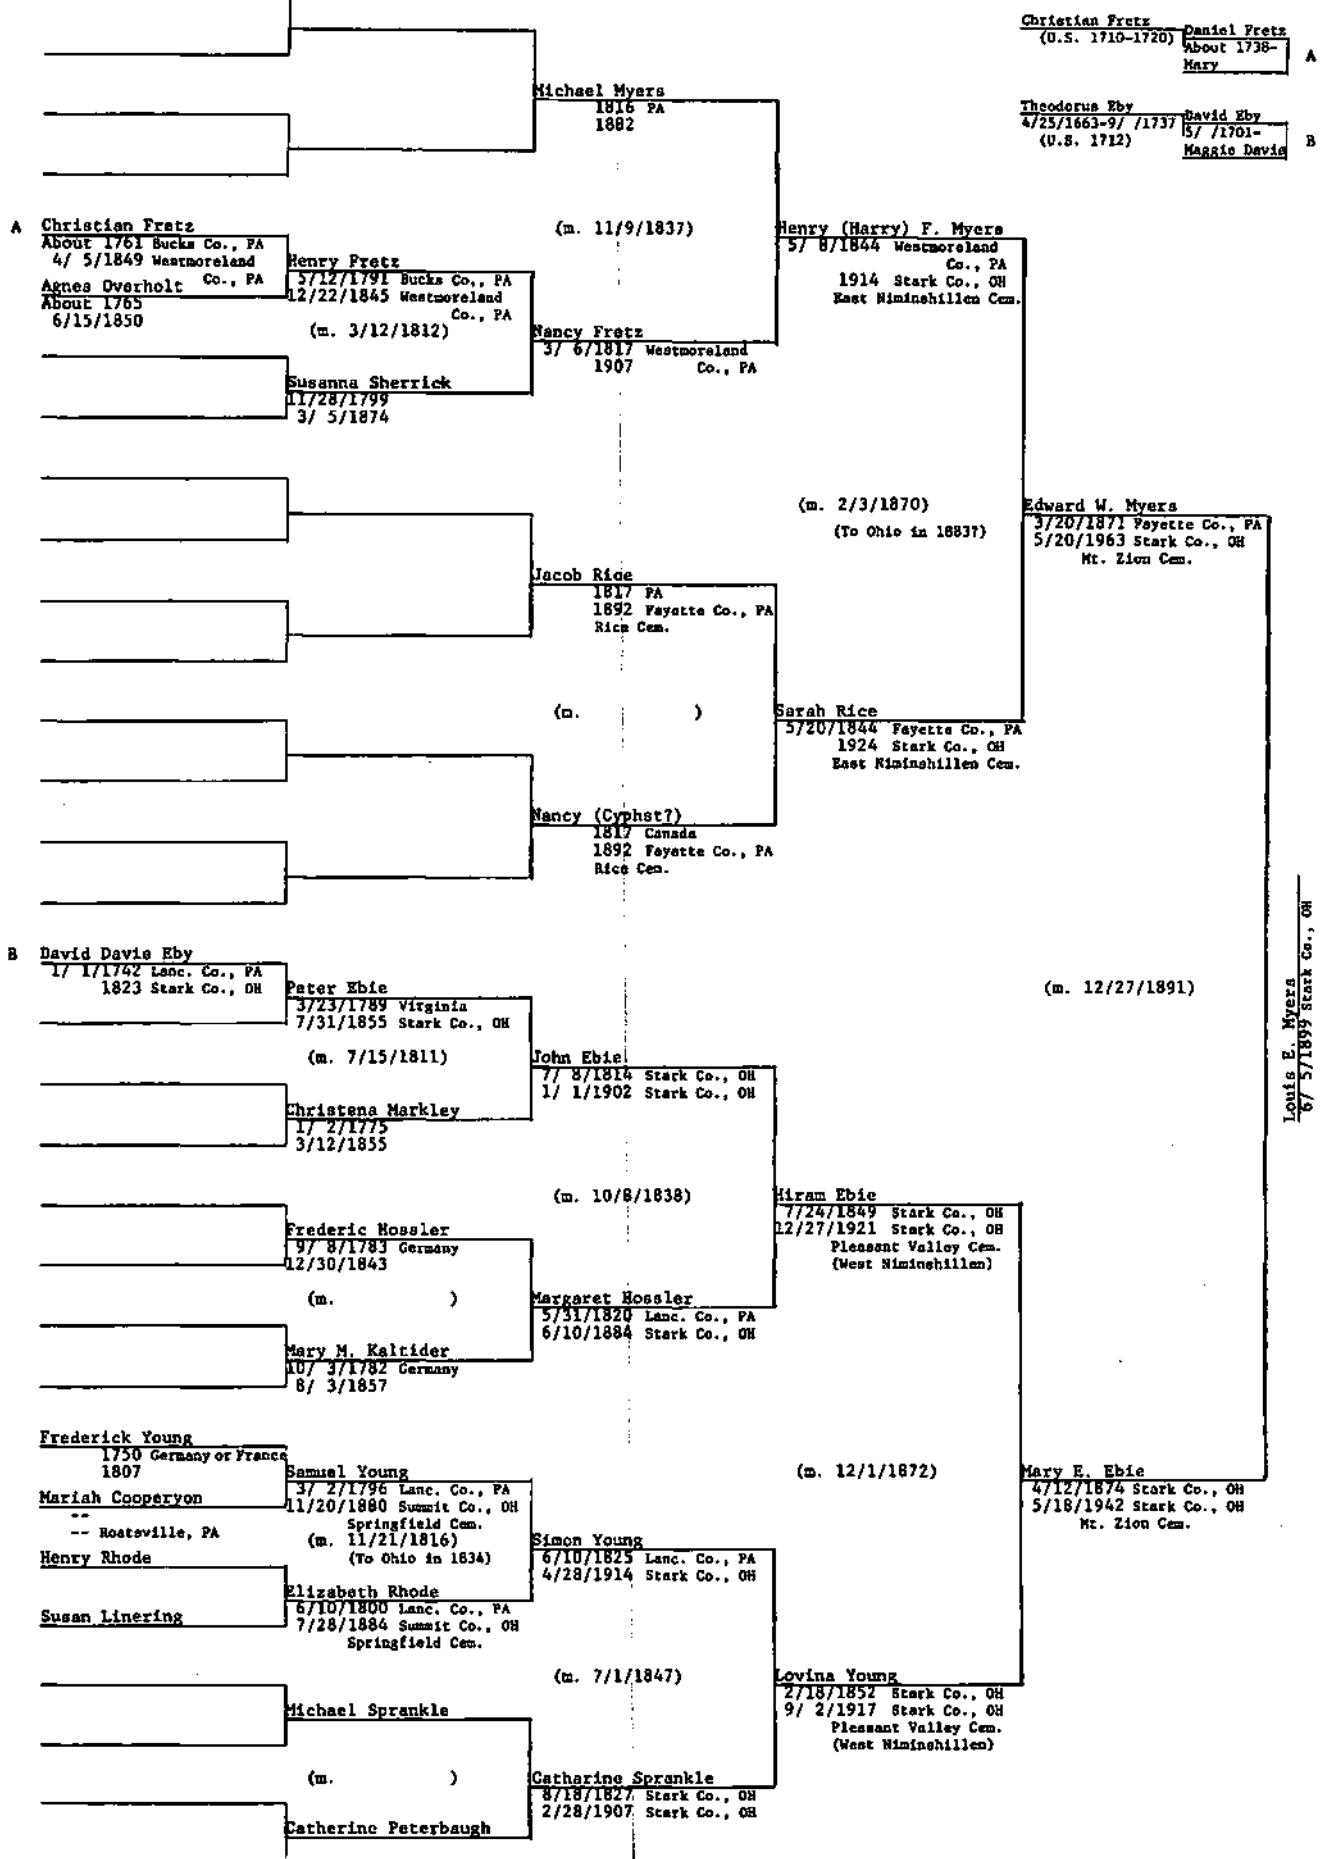 Christian Fretz
(U.S. 1710-1720)
Daniel Fretz
About 1738-
Mary
A
Theodorus Eby
4/25/1663-9/ /1737
(U.S. 1712)
David Eby
5/ /1701-
Maggie Davis
B
Michael Myers
1816 PA
1882
(m. 11/9/1837)
A
Christian Fretz
About 1761 Bucks Co., PA
4/ 5/1849 Westmoreland
Co., PA
Agnes Overholt
About 1765
6/15/1850
Henry Fretz
5/12/1791 Bucks Co., PA
12/22/1845 Westmoreland
Co., PA
(m. 3/12/1812)
Susanna Sherrick
11/28/1799
3/ 5/1874
Nancy Fretz
3/ 6/1817 Westmoreland
1907 Co., PA
Henry (Harry) F. Myers
5/ 8/1844 Westmoreland
Co., PA
1914 Stark Co., OH
East Niminshillen Cem.
(m. 2/3/1870)
(To Ohio in 1883?)
Edward W. Myers
3/20/1871 Fayette Co., PA
5/20/1963 Stark Co., OH
Mt. Zion Cem.
Jacob Rice
1817 PA
1892 Fayette Co., PA
Rice Cem.
(m. )
Sarah Rice
5/20/1844 Fayette Co., PA
1924 Stark Co., OH
East Niminshillen Cem.
Nancy (Cyphst?)
1817 Canada
1892 Fayette Co., PA
Rice Cem.
Louis E. Myers
6/ 5/1899 Stark Co., OH
(m. 12/27/1891)
B
David Davis Eby
1/ 1/1742 Lanc. Co., PA
1823 Stark Co., OH
Peter Ebie
3/23/1789 Virginia
7/31/1855 Stark Co., OH
(m. 7/15/1811)
Christena Markley
1/ 2/1775
3/12/1855
John Ebie
7/ 8/1814 Stark Co., OH
1/ 1/1902 Stark Co., OH
(m. 10/8/1838)
Hiram Ebie
7/24/1849 Stark Co., OH
12/27/1921 Stark Co., OH
Pleasant Valley Cem.
(West Niminshillen)
Frederic Hossler
9/ 8/1783 Germany
12/30/1843
(m. )
Mary M. Kaltider
10/ 3/1782 Germany
8/ 3/1857
Margaret Hossler
5/31/1820 Lanc. Co., PA
6/10/1884 Stark Co., OH
(m. 12/1/1872)
Mary E. Ebie
4/12/1874 Stark Co., OH
5/18/1942 Stark Co., OH
Mt. Zion Cem.
Frederick Young
1750 Germany or France
1807
Mariah Cooperyon
--
-- Roatsville, PA
Henry Rhode
Susan Linering
Samuel Young
3/ 2/1796 Lanc. Co., PA
11/20/1880 Summit Co., OH
Springfield Cem.
(m. 11/21/1816)
(To Ohio in 1834)
Elizabeth Rhode
6/10/1800 Lanc. Co., PA
7/28/1884 Summit Co., OH
Springfield Cem.
Simon Young
6/10/1825 Lanc. Co., PA
4/28/1914 Stark Co., OH
(m. 7/1/1847)
Lovina Young
2/18/1852 Stark Co., OH
9/ 2/1917 Stark Co., OH
Pleasant Valley Cem.
(West Niminshillen)
Michael Sprankle
(m. )
Catherine Peterbaugh
Catharine Sprankle
8/18/1827 Stark Co., OH
2/28/1907 Stark Co., OH